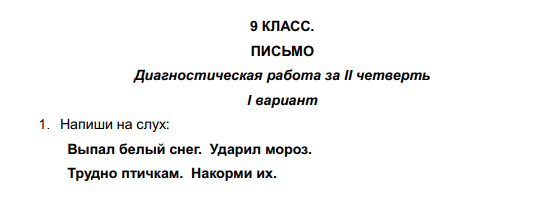 9 КЛАСС.
ПИСЬМО
Диагностическая работа за II четверть
I вариант
1. Напиши на слух:
Выпал белый снег. Ударил мороз.
Трудно птичкам. Накорми их.